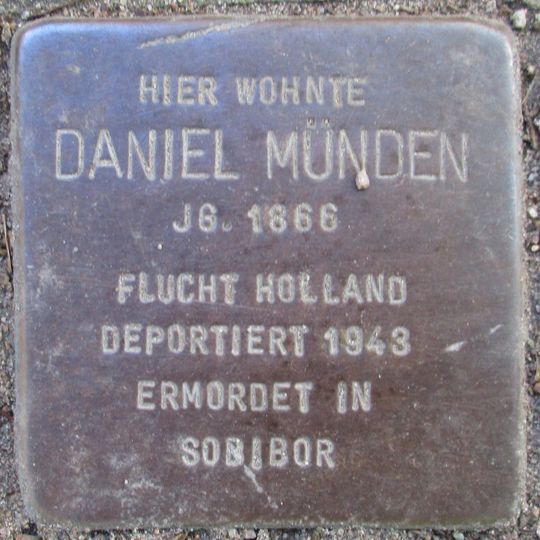 HIER WOHNTE
DANIEL MÜNDEN
JG. 1866
FLUCHT HOLLAND
DEPORTIERT 1943
ERMORDET IN
SOBIBOR